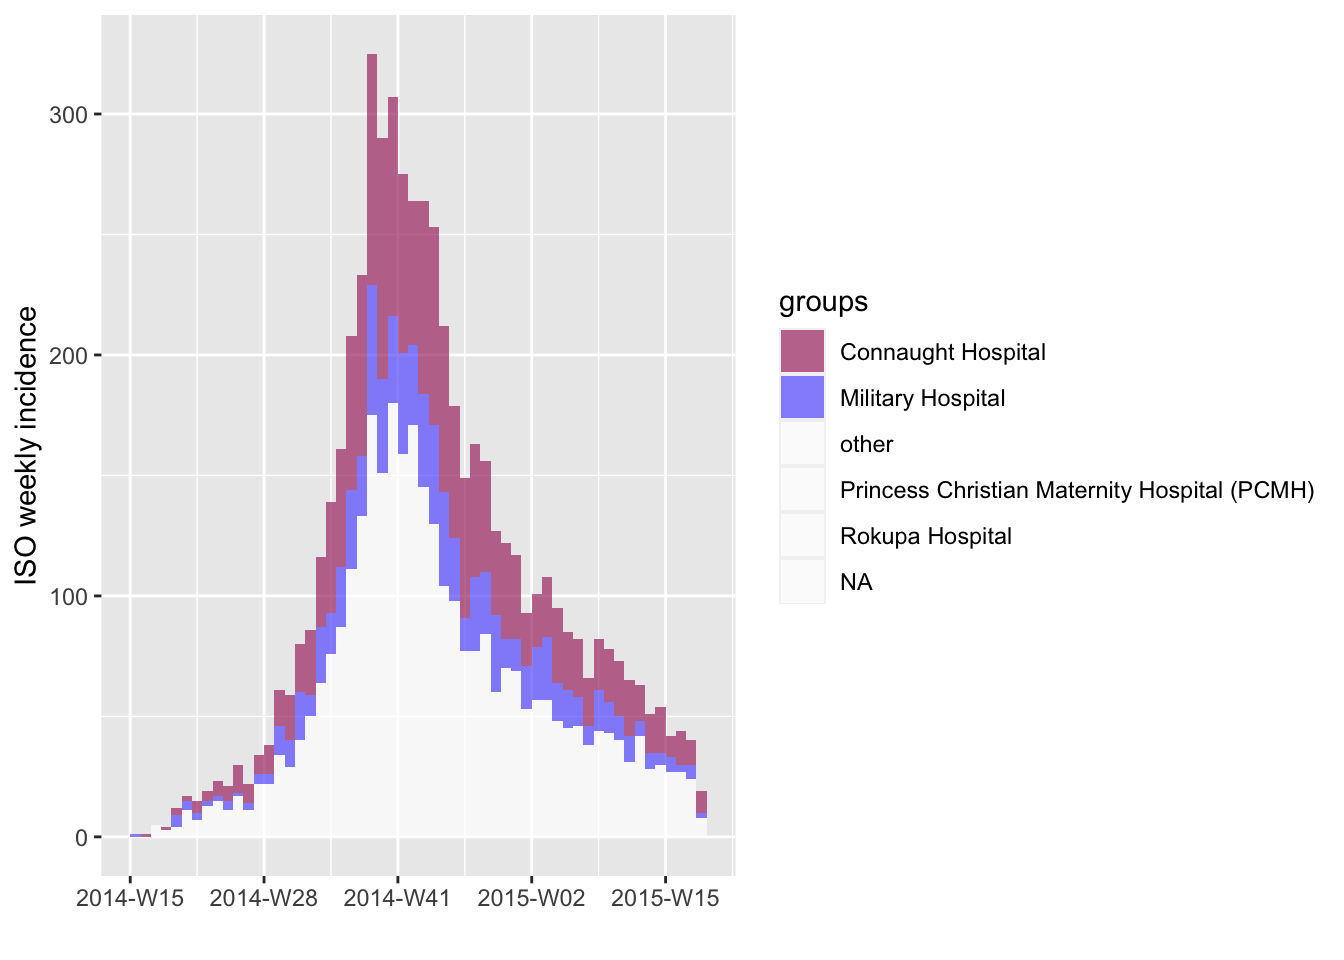 ISO weekly incidence
300
200
100
0
2014-W15 2014-W28 2014-W41 2015-W02 2015-W15
groups
Connaught Hospital
Military Hospital
other
Princess Christian Maternity Hospital (PCMH)
Rokupa Hospital
NA